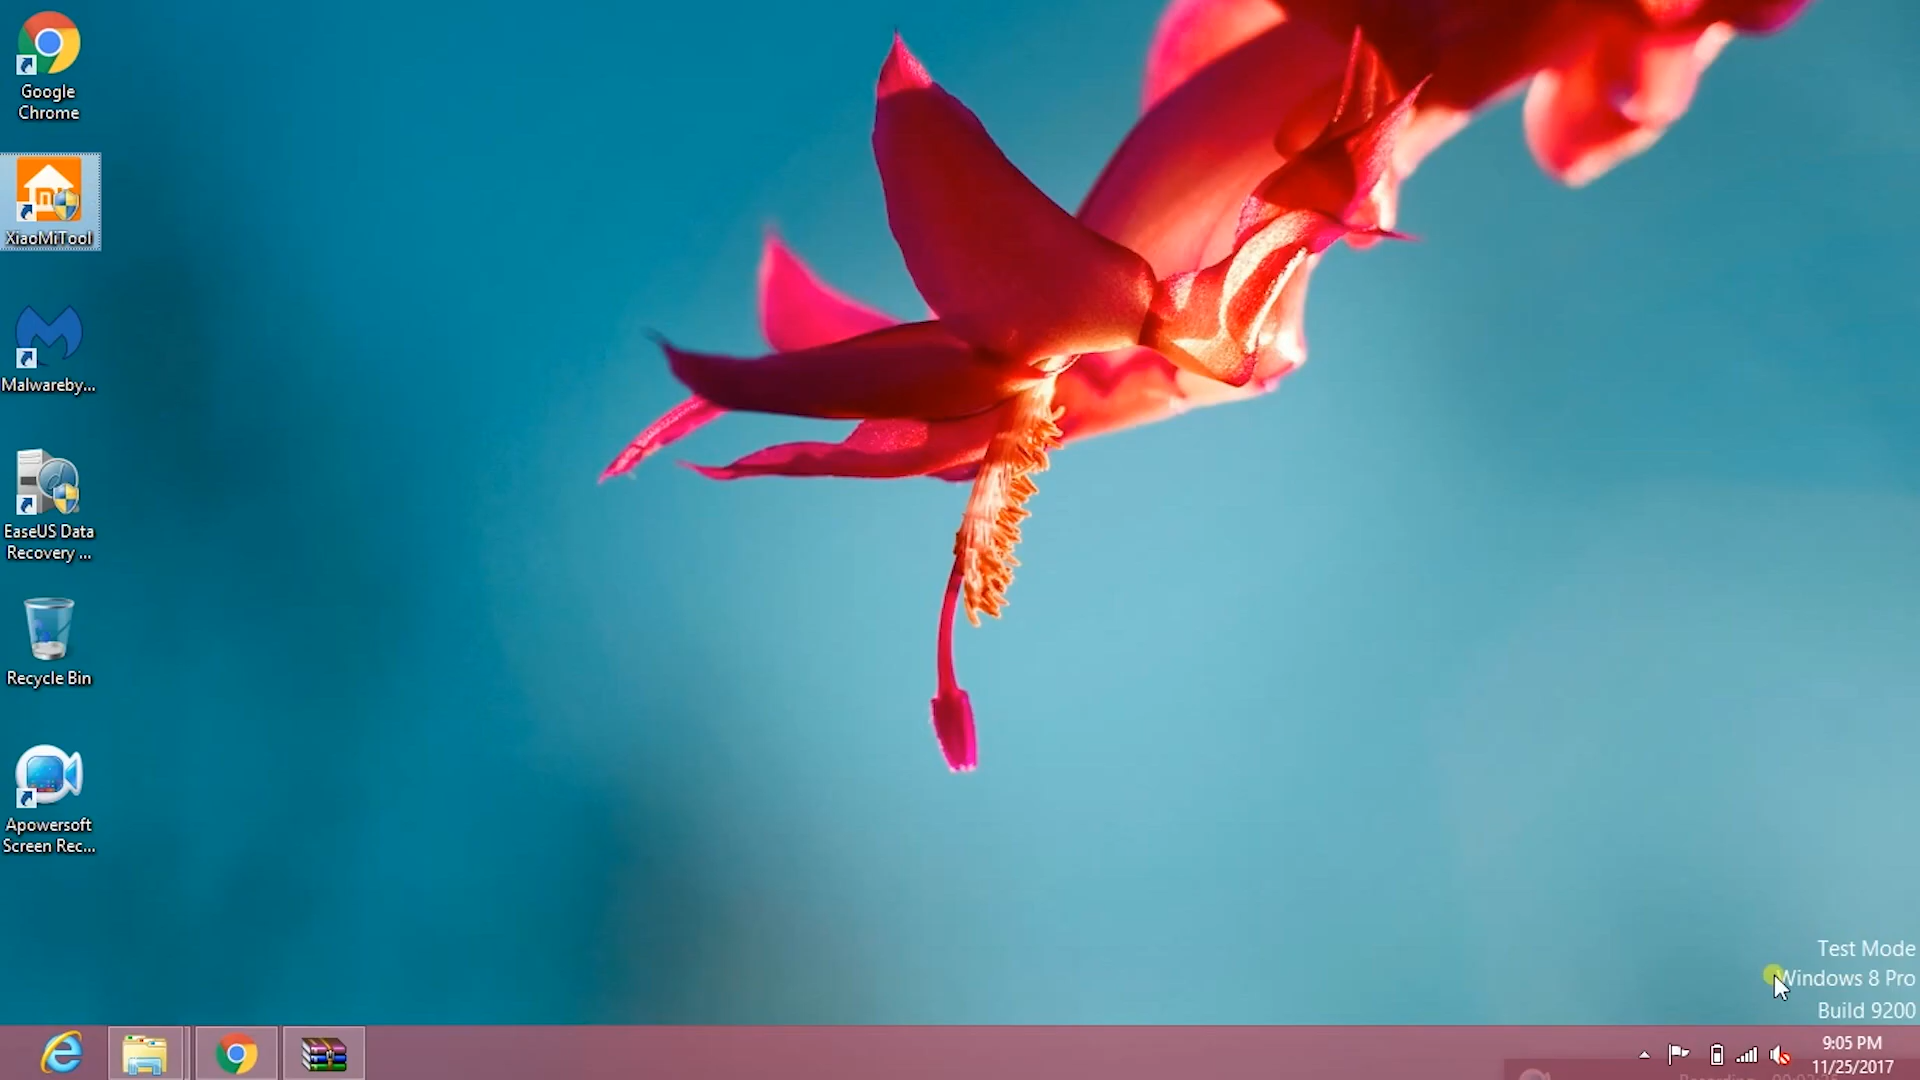 Google
Chrome
XiaoMiTool
Malwareby...
EaseUS Data
Recovery ...
Recycle Bin
Apowersoft
Screen Rec...
Test Mode
Windows 8 Pro
Build 9200
9:05 PM
11/25/2017